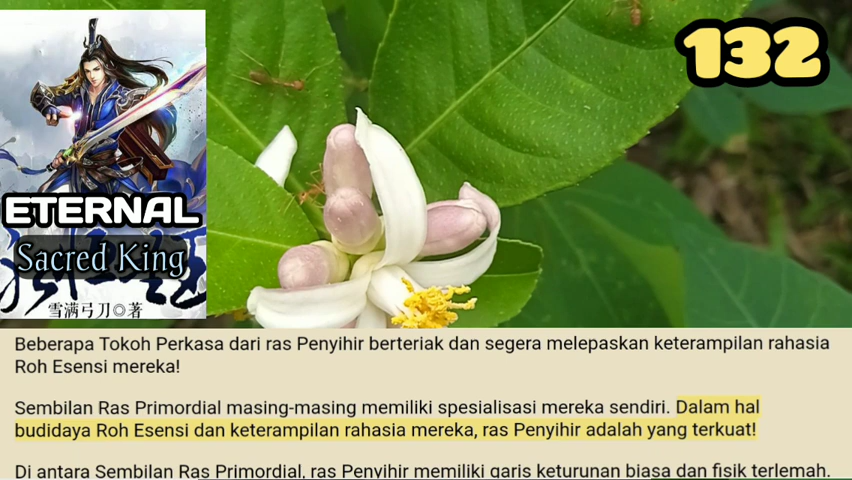 132
ETERNAL
Sacred King
雪满弓刀◎著
Beberapa Tokoh Perkasa dari ras Penyihir berteriak dan segera melepaskan keterampilan rahasia
Roh Esensi mereka!
Sembilan Ras Primordial masing-masing memiliki spesialisasi mereka sendiri. Dalam hal
budidaya Roh Esensi dan keterampilan rahasia mereka, ras Penyihir adalah yang terkuat!
Di antara Sembilan Ras Primordial, ras Penyihir memiliki garis keturunan biasa dan fisik terlemah.